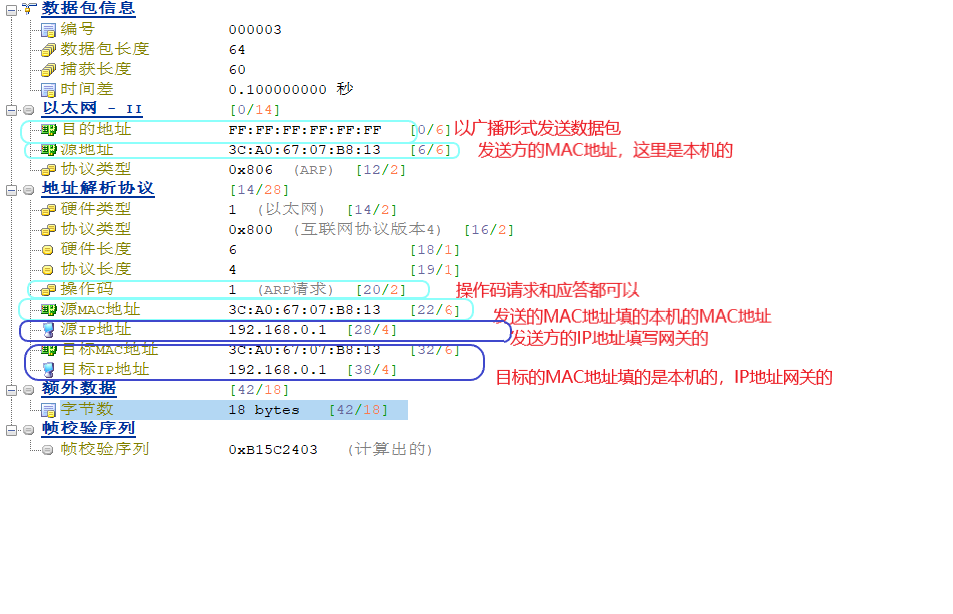 数据包信息
编号 000003
数据包长度 64
捕获长度 60
时间差 0.100000000 秒
以太网 - II [0/14]
目的地址 FF:FF:FF:FF:FF:FF [0/6] 以广播形式发送数据包
源地址 3C:A0:67:07:B8:13 [6/6] 发送方的MAC地址，这里是本机的
协议类型 0x806 (ARP) [12/2]
地址解析协议 [14/28]
硬件类型 1 (以太网) [14/2]
协议类型 0x800 (互联网协议版本4) [16/2]
硬件长度 6 [18/1]
协议长度 4 [19/1]
操作码 1 (ARP请求) [20/2] 操作码请求和应答都可以
源MAC地址 3C:A0:67:07:B8:13 [22/6] 发送的MAC地址填的本机的MAC地址
源IP地址 192.168.0.1 [28/4] 发送方的IP地址填写网关的
目标MAC地址 3C:A0:67:07:B8:13 [32/6]
目标IP地址 192.168.0.1 [38/4] 目标的MAC地址填的是本机的，IP地址网关的
额外数据 [42/18]
字节数 18 bytes [42/18]
帧校验序列
帧校验序列 0xB15C2403 (计算出的)